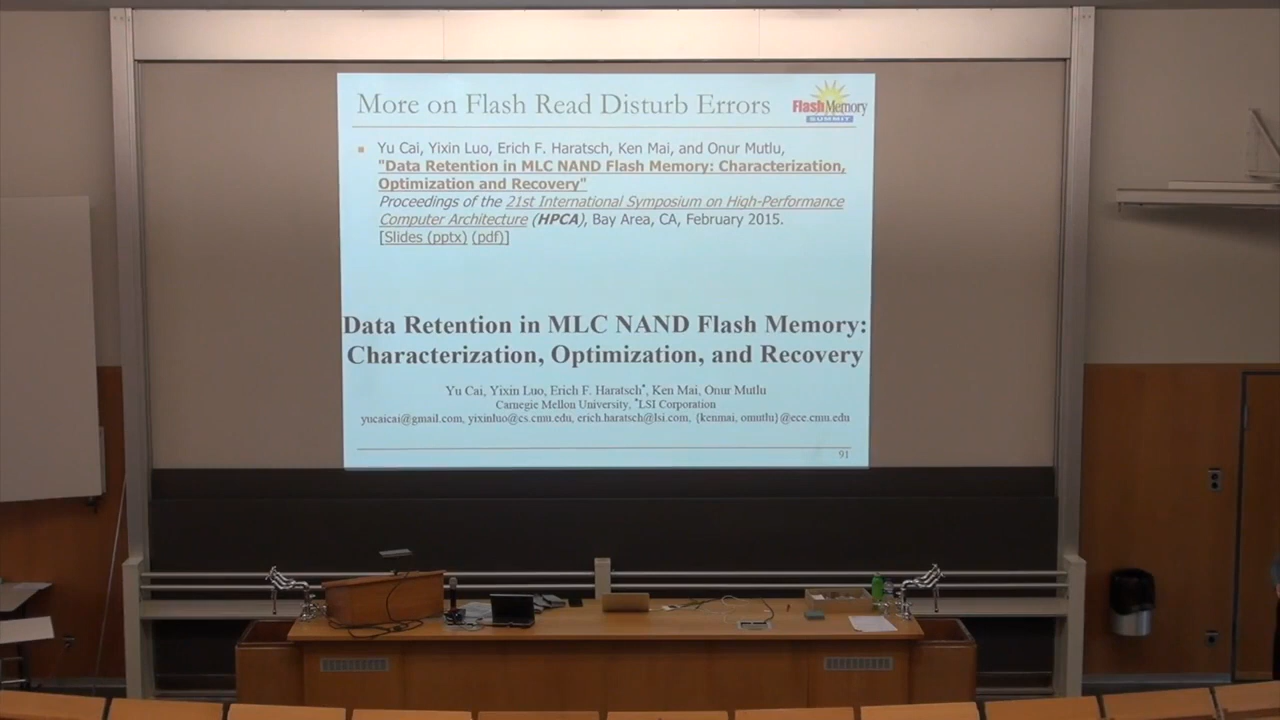 More on Flash Read Disturb Errors
Flash Memory
SUMMIT
Yu Cai, Yixin Luo, Erich F. Haratsch, Ken Mai, and Onur Mutlu,
"Data Retention in MLC NAND Flash Memory: Characterization,
Optimization and Recovery"
Proceedings of the 21st International Symposium on High-Performance
Computer Architecture (HPCA), Bay Area, CA, February 2015.
[Slides (pptx) (pdf)]
Data Retention in MLC NAND Flash Memory:
Characterization, Optimization, and Recovery
Yu Cai, Yixin Luo, Erich F. Haratsch*, Ken Mai, Onur Mutlu
Carnegie Mellon University, *LSI Corporation
yucaicai@gmail.com, yixinluo@cs.cmu.edu, erich.haratsch@lsi.com, {kenmai, omutlu}@ece.cmu.edu
91